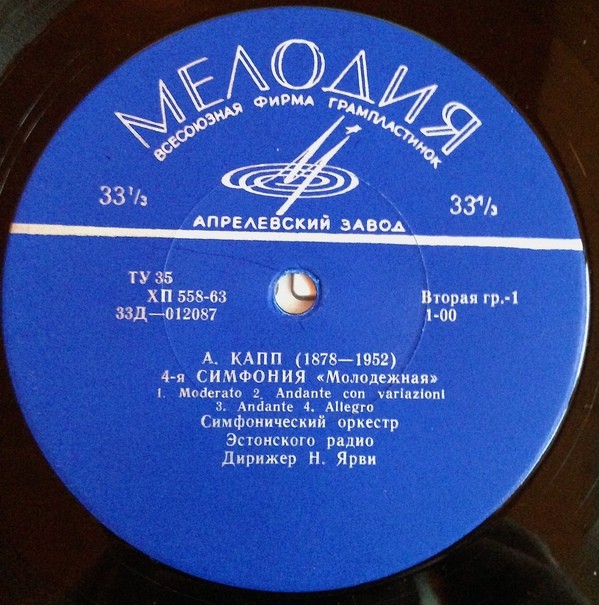 МЕЛОДИЯ
ВСЕСОЮЗНАЯ ФИРМА ГРАМПЛАСТИНОК
33⅓ 33⅓
АПРЕЛЕВСКИЙ ЗАВОД
ТУ 35
ХП 558-63 Вторая гр.-1
33Д—012087 1-00
А. КАПП (1878—1952)
4-я СИМФОНИЯ «Молодежная»
1. Moderato 2. Andante con variazioni
3. Andante 4. Allegro
Симфонический оркестр
Эстонского радио
Дирижер Н. Ярви